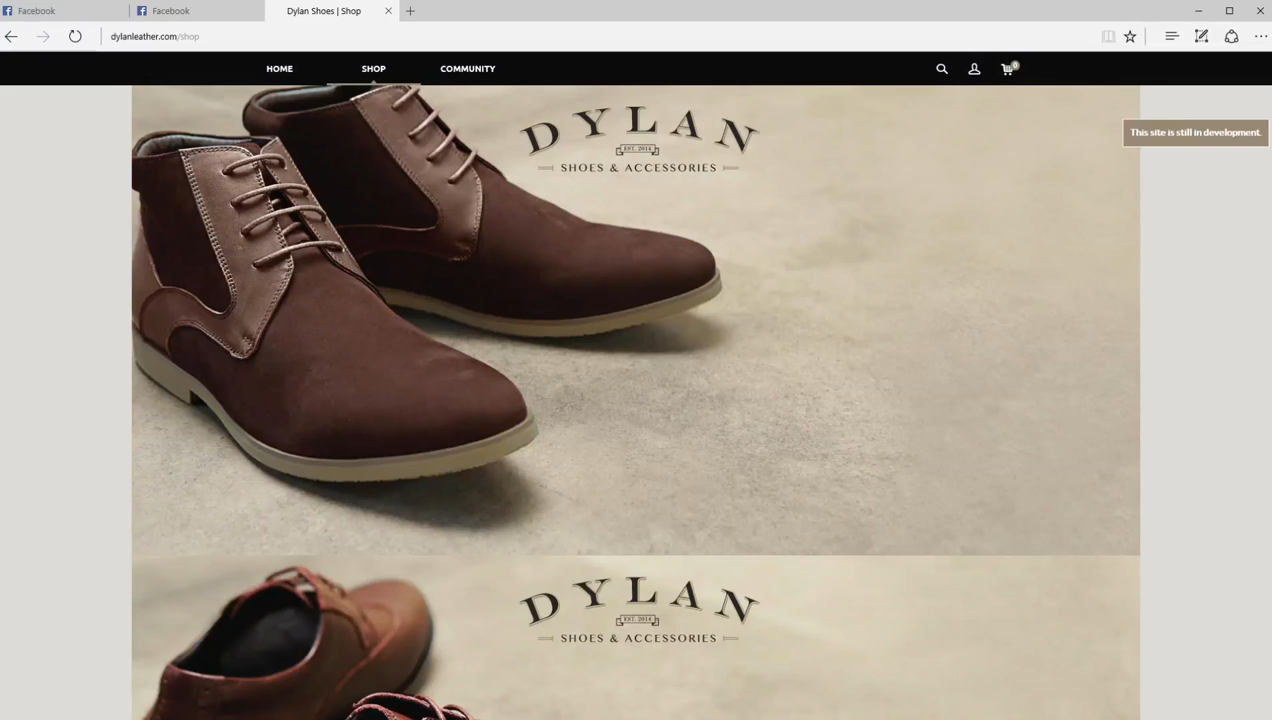 Facebook
Facebook
Dylan Shoes | Shop
dylanleather.com/shop
HOME
SHOP
COMMUNITY
0
This site is still in development.
DYLAN
EST. 2014
SHOES & ACCESSORIES
DYLAN
EST. 2014
SHOES & ACCESSORIES